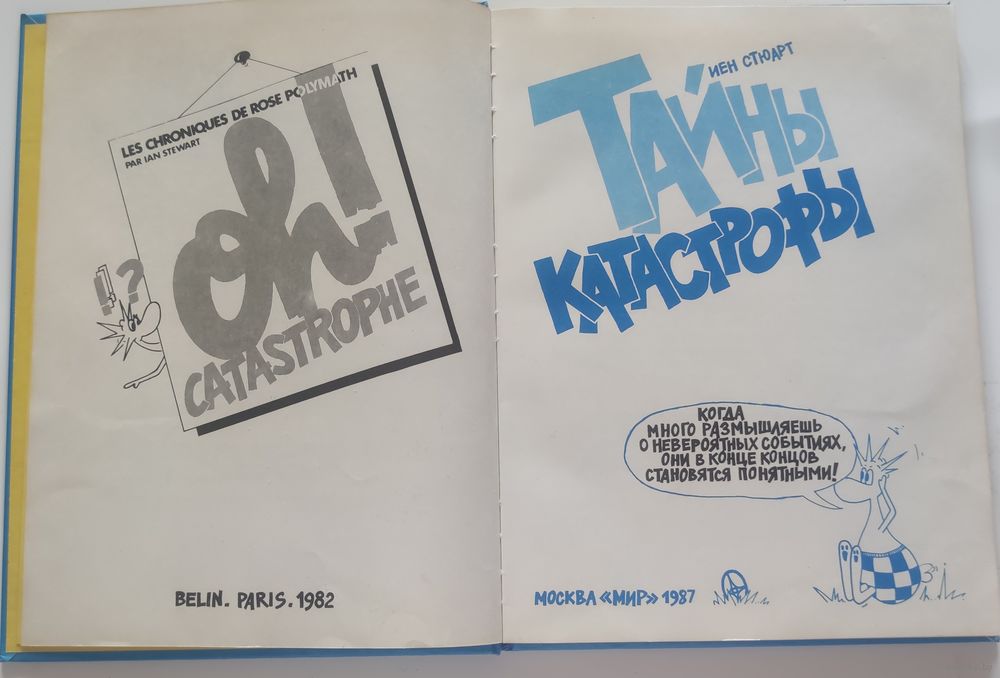 LES CHRONIQUES DE ROSE POLYMATH
PAR IAN STEWART
oh!
CATASTROPHE
!?
BELIN. PARIS. 1982
ИЕН СТЮАРТ
ТАЙНЫ
КАТАСТРОФЫ
КОГДА
МНОГО РАЗМЫШЛЯЕШЬ
О НЕВЕРОЯТНЫХ СОБЫТИЯХ,
ОНИ В КОНЦЕ КОНЦОВ
СТАНОВЯТСЯ ПОНЯТНЫМИ!
МОСКВА «МИР» 1987